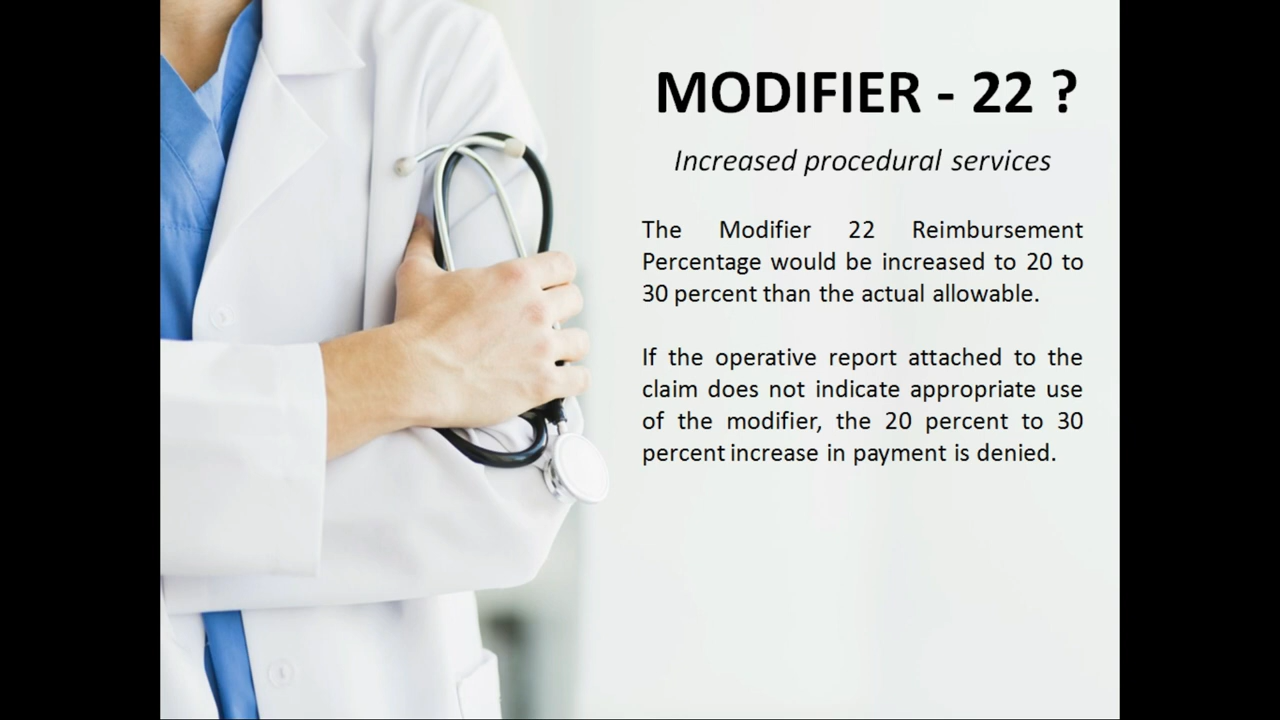 MODIFIER - 22 ?
Increased procedural services
The Modifier 22 Reimbursement
Percentage would be increased to 20 to
30 percent than the actual allowable.
If the operative report attached to the
claim does not indicate appropriate use
of the modifier, the 20 percent to 30
percent increase in payment is denied.